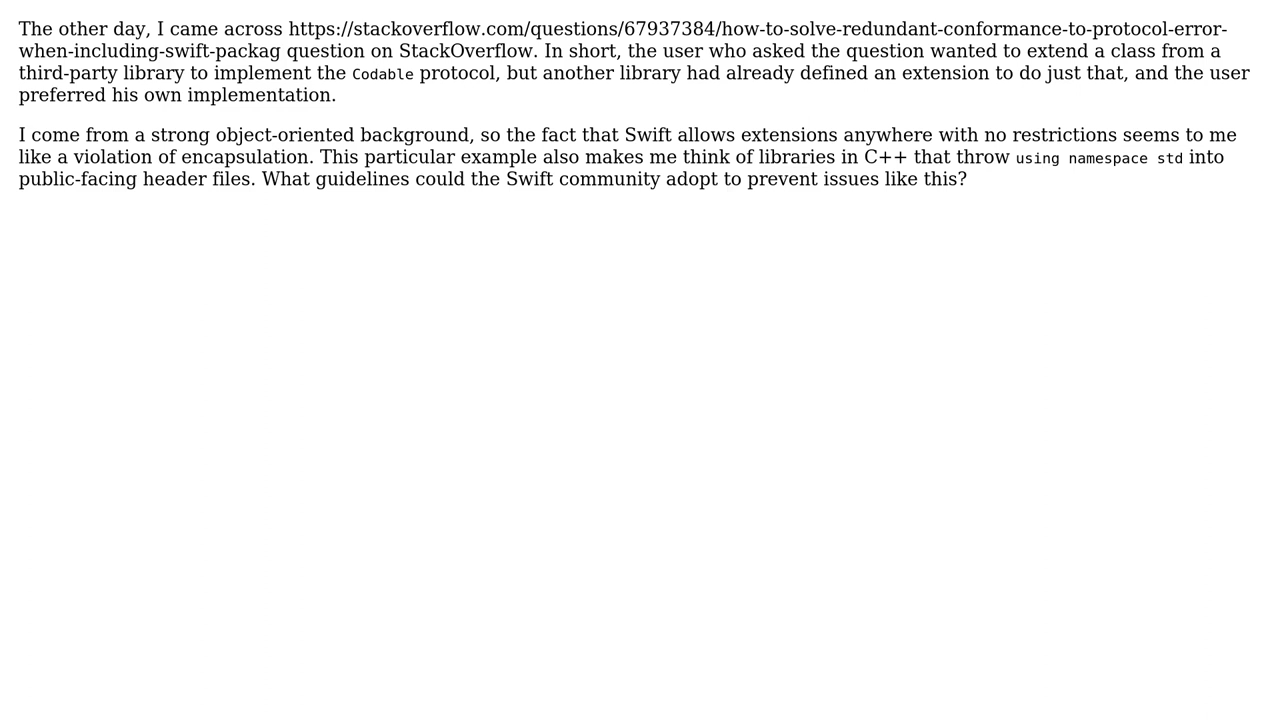 The other day, I came across https://stackoverflow.com/questions/67937384/how-to-solve-redundant-conformance-to-protocol-error-
when-including-swift-packag question on StackOverflow. In short, the user who asked the question wanted to extend a class from a
third-party library to implement the Codable protocol, but another library had already defined an extension to do just that, and the user
preferred his own implementation.
I come from a strong object-oriented background, so the fact that Swift allows extensions anywhere with no restrictions seems to me
like a violation of encapsulation. This particular example also makes me think of libraries in C++ that throw using namespace std into
public-facing header files. What guidelines could the Swift community adopt to prevent issues like this?